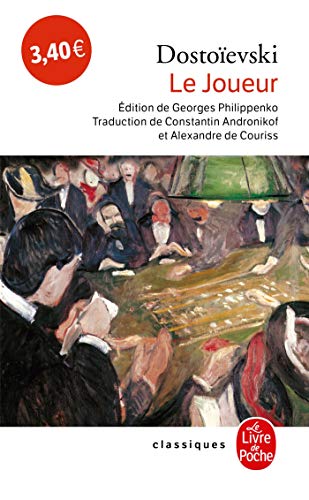 3,40€
Dostoïevski
Le Joueur
Édition de Georges Philippenko
Traduction de Constantin Andronikof
et Alexandre de Couriss
classiques
Le
Livre
de
Poche